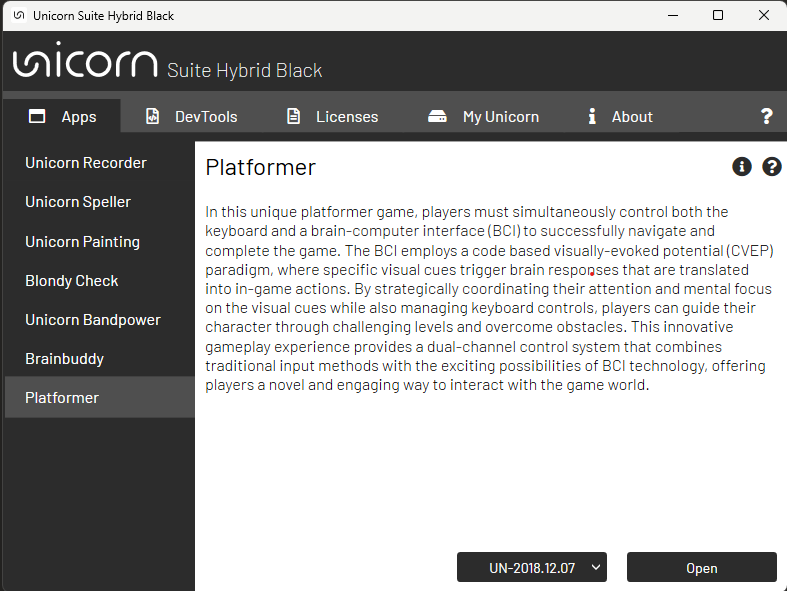 Unicorn Suite Hybrid Black
unicorn Suite Hybrid Black
Apps DevTools Licenses My Unicorn About ?
Unicorn Recorder
Unicorn Speller
Unicorn Painting
Blondy Check
Unicorn Bandpower
Brainbuddy
Platformer
Platformer
In this unique platformer game, players must simultaneously control both the
keyboard and a brain-computer interface (BCI) to successfully navigate and
complete the game. The BCI employs a code based visually-evoked potential (CVEP)
paradigm, where specific visual cues trigger brain responses that are translated
into in-game actions. By strategically coordinating their attention and mental focus
on the visual cues while also managing keyboard controls, players can guide their
character through challenging levels and overcome obstacles. This innovative
gameplay experience provides a dual-channel control system that combines
traditional input methods with the exciting possibilities of BCI technology, offering
players a novel and engaging way to interact with the game world.
UN-2018.12.07
Open